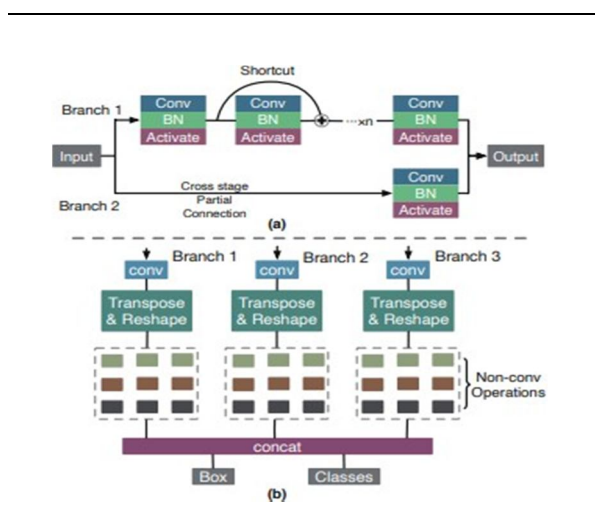 Shortcut
Branch 1
Conv
BN
Activate
Conv
BN
Activate
···×n
Conv
BN
Activate
Input
Output
Branch 2
Cross stage
Partial
Connection
Conv
BN
Activate
(a)
Branch 1
Branch 2
Branch 3
conv
conv
conv
Transpose
& Reshape
Transpose
& Reshape
Transpose
& Reshape
Non-conv
Operations
concat
Box
Classes
(b)